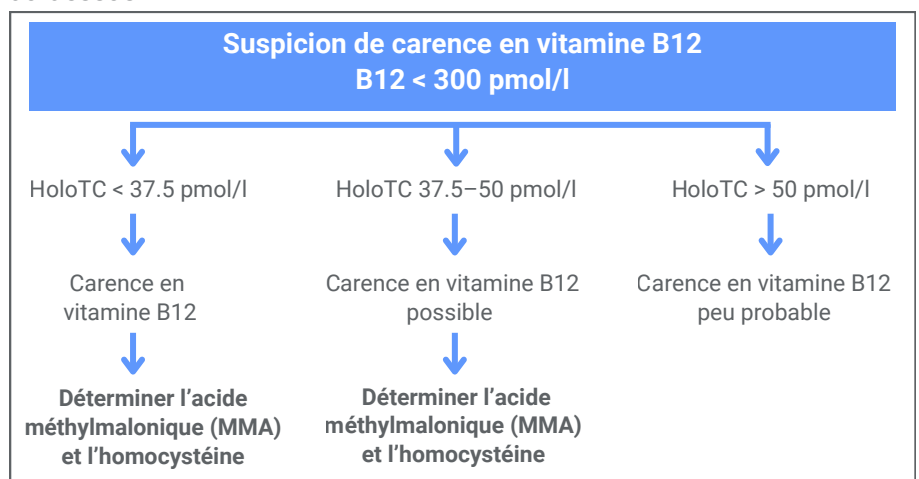 Suspicion de carence en vitamine B12
B12 < 300 pmol/l
HoloTC < 37.5 pmol/l
HoloTC 37.5–50 pmol/l
HoloTC > 50 pmol/l
Carence en
vitamine B12
Carence en vitamine B12
possible
Carence en vitamine B12
peu probable
Déterminer l’acide
méthylmalonique (MMA)
et l’homocystéine
Déterminer l’acide
méthylmalonique (MMA)
et l’homocystéine